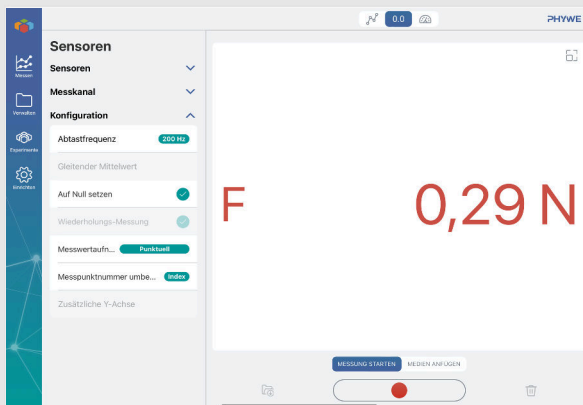 0.0
PHYWE
Sensoren
Messen
Sensoren
Messkanal
Verwalten
Konfiguration
Abtastfrequenz 200 Hz
Experimente
Gleitender Mittelwert
Einrichten
Auf Null setzen
Wiederholungs-Messung
Messwertaufn... Punktuell
Messpunktnummer umbe... Index
Zusätzliche Y-Achse
F 0,29 N
MESSUNG STARTEN MEDIEN ANFÜGEN